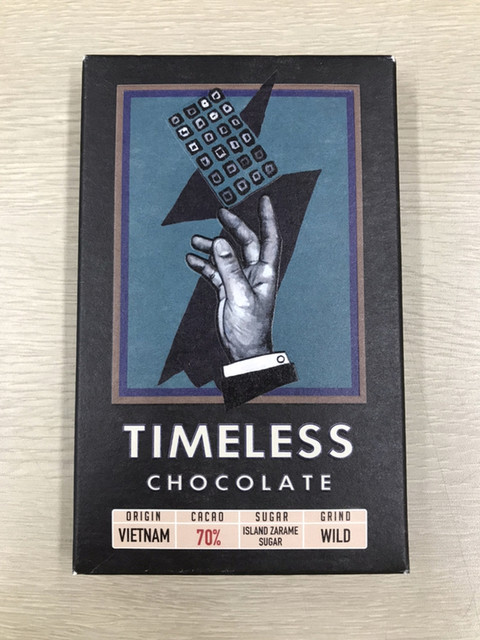 TIMELESS
CHOCOLATE
ORIGIN CACAO SUGAR GRIND
VIETNAM 70% ISLAND ZARAME SUGAR WILD